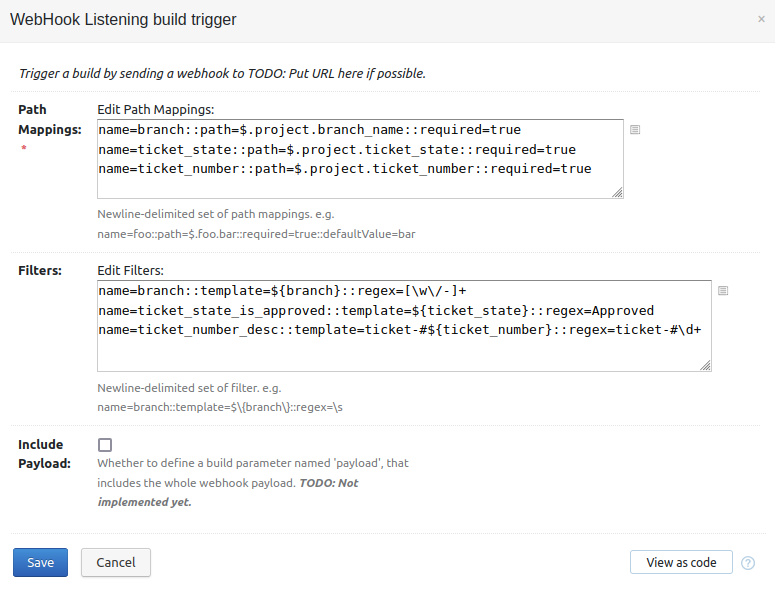 WebHook Listening build trigger
×
Trigger a build by sending a webhook to TODO: Put URL here if possible.
Path Mappings: *
Edit Path Mappings:
name=branch::path=$.project.branch_name::required=true
name=ticket_state::path=$.project.ticket_state::required=true
name=ticket_number::path=$.project.ticket_number::required=true
Newline-delimited set of path mappings. e.g.
name=foo::path=$.foo.bar::required=true::defaultValue=bar
Filters:
Edit Filters:
name=branch::template=${branch}::regex=[\w\/-]+
name=ticket_state_is_approved::template=${ticket_state}::regex=Approved
name=ticket_number_desc::template=ticket-#${ticket_number}::regex=ticket-#\d+
Newline-delimited set of filter. e.g.
name=branch::template=$\{branch\}::regex=\s
Include
Payload:
Whether to define a build parameter named 'payload', that
includes the whole webhook payload. TODO: Not
implemented yet.
Save
Cancel
View as code
?